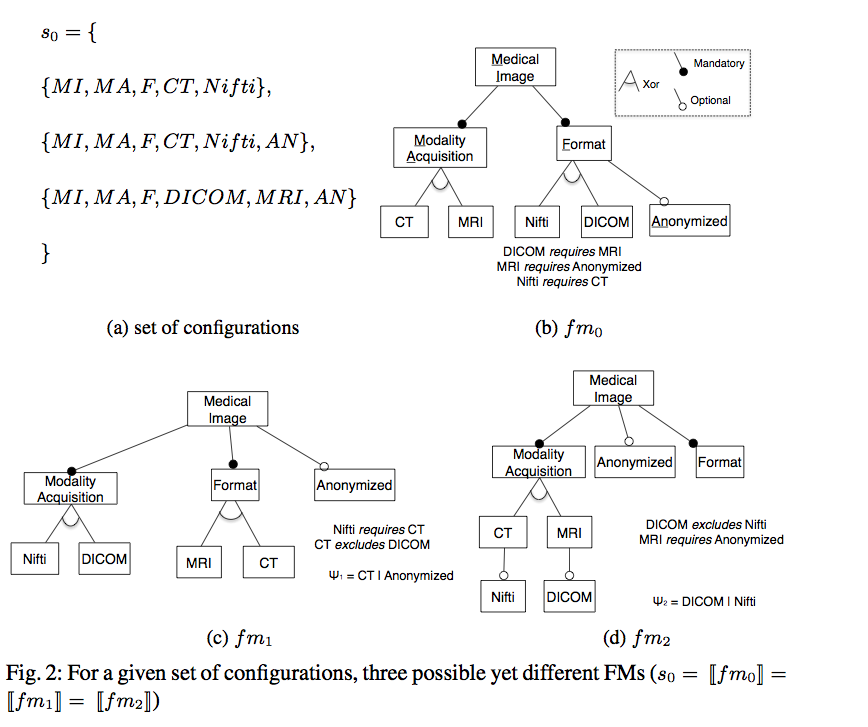 s₀ = {
{MI, MA, F, CT, Nifti},
{MI, MA, F, CT, Nifti, AN},
{MI, MA, F, DICOM, MRI, AN}
}
(a) set of configurations
Medical
Image
Mandatory
Xor
Optional
Modality
Acquisition
Format
CT
MRI
Nifti
DICOM
Anonymized
DICOM requires MRI
MRI requires Anonymized
Nifti requires CT
(b) fm₀
Medical
Image
Modality
Acquisition
Format
Anonymized
Nifti
DICOM
MRI
CT
Nifti requires CT
CT excludes DICOM
Ψ₁ = CT | Anonymized
(c) fm₁
Medical
Image
Modality
Acquisition
Anonymized
Format
CT
MRI
Nifti
DICOM
DICOM excludes Nifti
MRI requires Anonymized
Ψ₂ = DICOM | Nifti
(d) fm₂
Fig. 2: For a given set of configurations, three possible yet different FMs (s₀ = ⟦fm₀⟧ =
⟦fm₁⟧ = ⟦fm₂⟧)